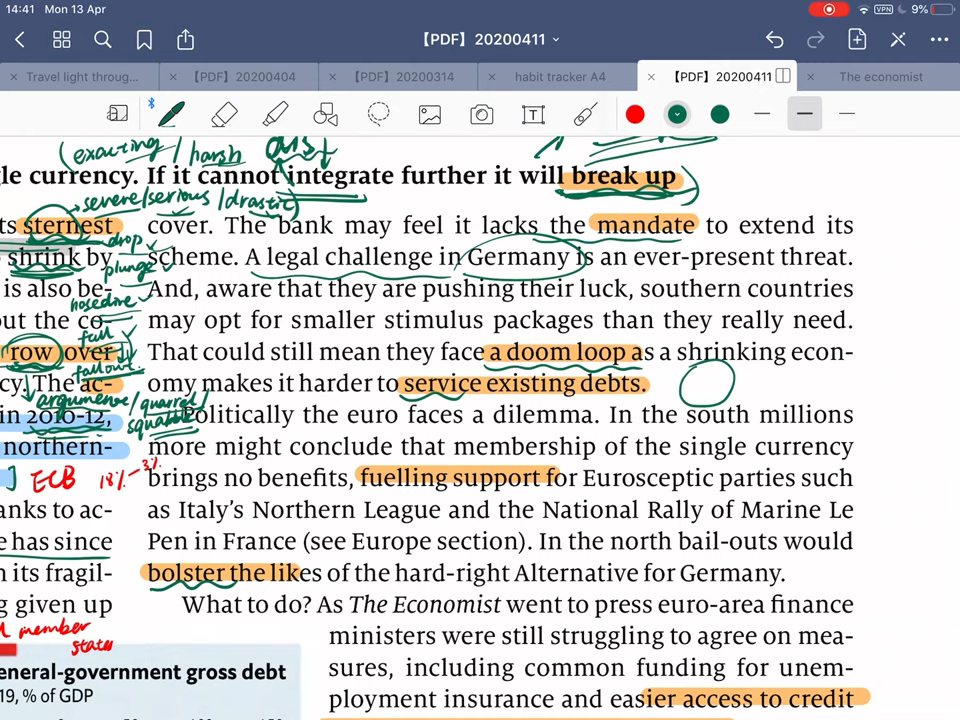 14:41 Mon 13 Apr
VPN 9%
【PDF】20200411
Travel light throug...
【PDF】20200404
【PDF】20200314
habit tracker A4
【PDF】20200411
The economist
(exacting / harsh
gle currency. If it cannot integrate further it will break up
severe/serious/drastic)
ts sternest
drop
shrink by
plunge
is also be-
nosedive
out the co-
fall
row over
fallout
cy. The ac-
argument/quarrel/
squabble
in 2010-12,
northern-
] ECB 18% -3%
anks to ac-
e has since
n its fragil-
g given up
member
state
eneral-government gross debt
19, % of GDP
cover. The bank may feel it lacks the mandate to extend its
scheme. A legal challenge in Germany is an ever-present threat.
And, aware that they are pushing their luck, southern countries
may opt for smaller stimulus packages than they really need.
That could still mean they face a doom loop as a shrinking econ-
omy makes it harder to service existing debts.
Politically the euro faces a dilemma. In the south millions
more might conclude that membership of the single currency
brings no benefits, fuelling support for Eurosceptic parties such
as Italy's Northern League and the National Rally of Marine Le
Pen in France (see Europe section). In the north bail-outs would
bolster the likes of the hard-right Alternative for Germany.
What to do? As The Economist went to press euro-area finance
ministers were still struggling to agree on mea-
sures, including common funding for unem-
ployment insurance and easier access to credit